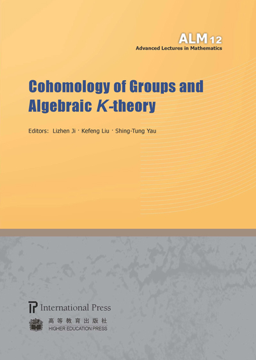 ALM 12
Advanced Lectures in Mathematics
Cohomology of Groups and
Algebraic K-theory
Editors: Lizhen Ji · Kefeng Liu · Shing-Tung Yau
International Press
高等教育出版社
HIGHER EDUCATION PRESS